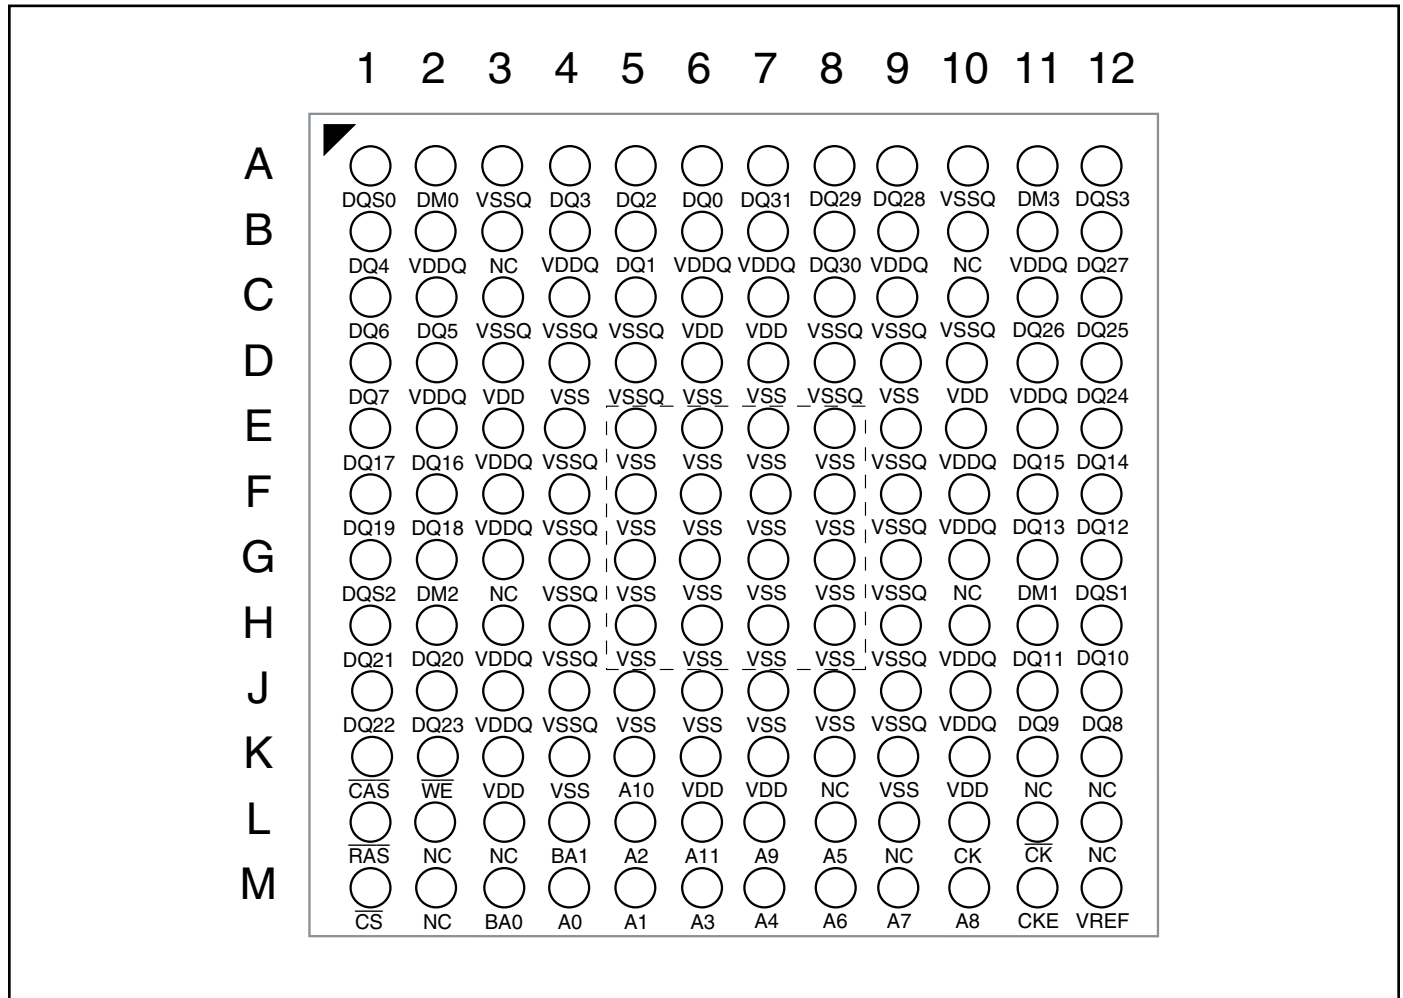 1 2 3 4 5 6 7 8 9 10 11 12
A
DQS0 DM0 VSSQ DQ3 DQ2 DQ0 DQ31 DQ29 DQ28 VSSQ DM3 DQS3
B
DQ4 VDDQ NC VDDQ DQ1 VDDQ VDDQ DQ30 VDDQ NC VDDQ DQ27
C
DQ6 DQ5 VSSQ VSSQ VSSQ VDD VDD VSSQ VSSQ VSSQ DQ26 DQ25
D
DQ7 VDDQ VDD VSS VSSQ VSS VSS VSSQ VSS VDD VDDQ DQ24
E
DQ17 DQ16 VDDQ VSSQ VSS VSS VSS VSS VSSQ VDDQ DQ15 DQ14
F
DQ19 DQ18 VDDQ VSSQ VSS VSS VSS VSS VSSQ VDDQ DQ13 DQ12
G
DQS2 DM2 NC VSSQ VSS VSS VSS VSS VSSQ NC DM1 DQS1
H
DQ21 DQ20 VDDQ VSSQ VSS VSS VSS VSS VSSQ VDDQ DQ11 DQ10
J
DQ22 DQ23 VDDQ VSSQ VSS VSS VSS VSS VSSQ VDDQ DQ9 DQ8
K
C̅A̅S̅ W̅E̅ VDD VSS A10 VDD VDD NC VSS VDD NC NC
L
R̅A̅S̅ NC NC BA1 A2 A11 A9 A5 NC CK C̅K̅ NC
M
C̅S̅ NC BA0 A0 A1 A3 A4 A6 A7 A8 CKE VREF